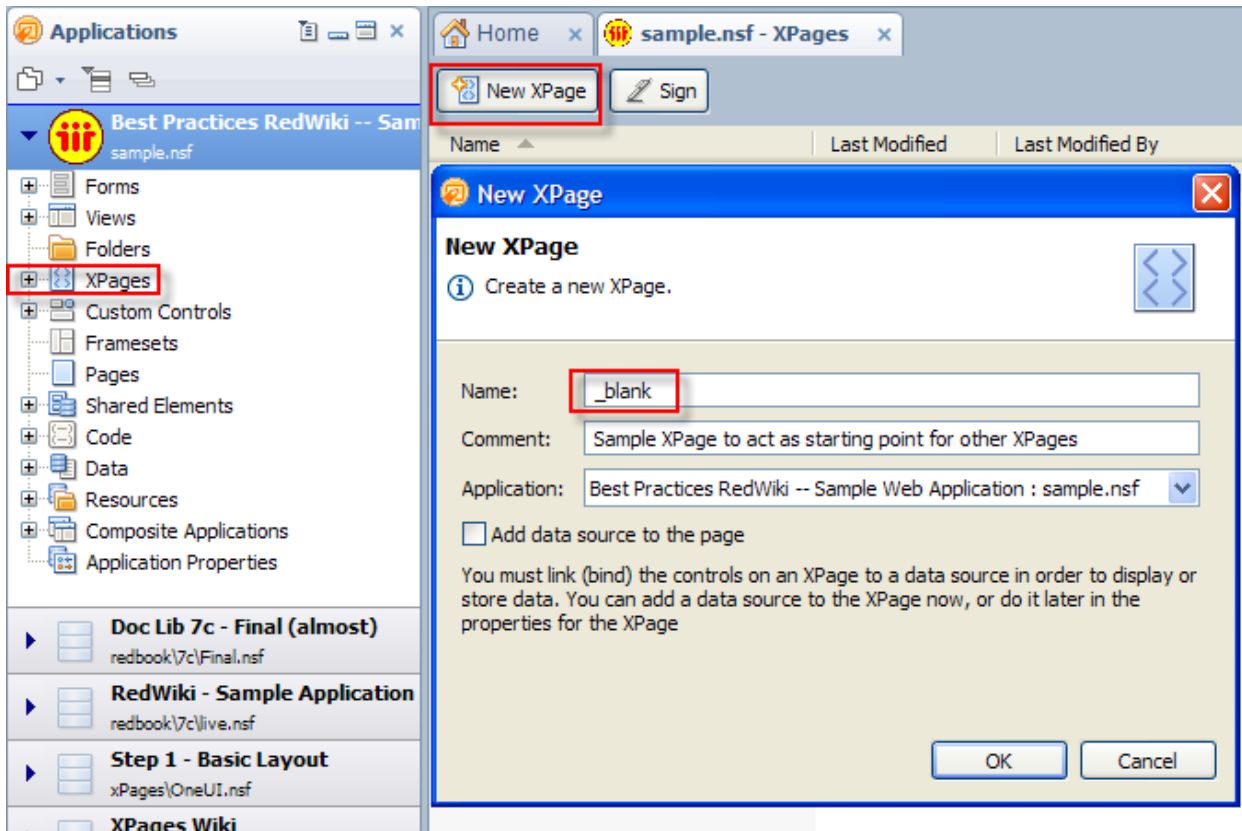 Applications
Best Practices RedWiki -- Sam
sample.nsf
Forms
Views
Folders
XPages
Custom Controls
Framesets
Pages
Shared Elements
Code
Data
Resources
Composite Applications
Application Properties
Doc Lib 7c - Final (almost)
redbook\7c\Final.nsf
RedWiki - Sample Application
redbook\7c\live.nsf
Step 1 - Basic Layout
xPages\OneUI.nsf
XPages Wiki
Home
sample.nsf - XPages
New XPage
Sign
Name
Last Modified
Last Modified By
New XPage
New XPage
Create a new XPage.
Name:
_blank
Comment:
Sample XPage to act as starting point for other XPages
Application:
Best Practices RedWiki -- Sample Web Application : sample.nsf
Add data source to the page
You must link (bind) the controls on an XPage to a data source in order to display or
store data. You can add a data source to the XPage now, or do it later in the
properties for the XPage
OK
Cancel